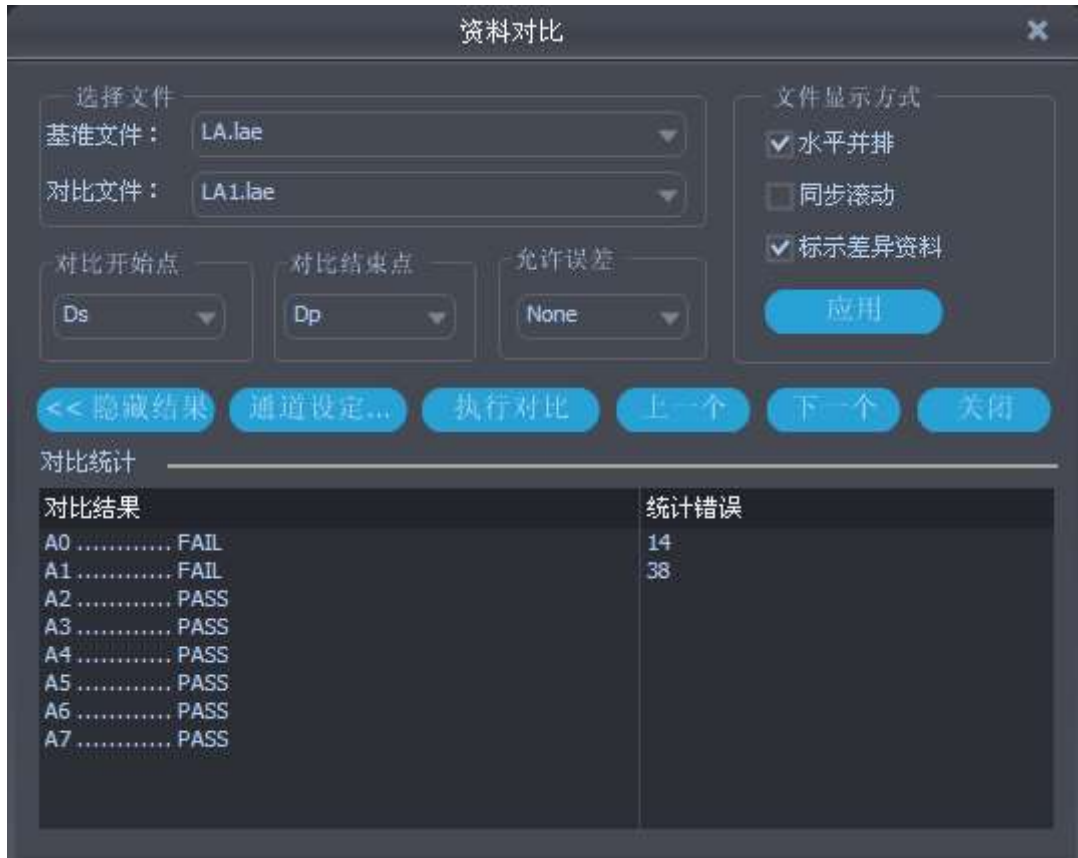 资料对比
选择文件
基准文件： LA.lae
对比文件： LA1.lae
文件显示方式
水平并排
同步滚动
标示差异资料
应用
对比开始点 对比结束点 允许误差
Ds Dp None
<< 隐藏结果 通道设定... 执行对比 上一个 下一个 关闭
对比统计
对比结果 统计错误
A0 ............ FAIL 14
A1 ............ FAIL 38
A2 ............ PASS
A3 ............ PASS
A4 ............ PASS
A5 ............ PASS
A6 ............ PASS
A7 ............ PASS